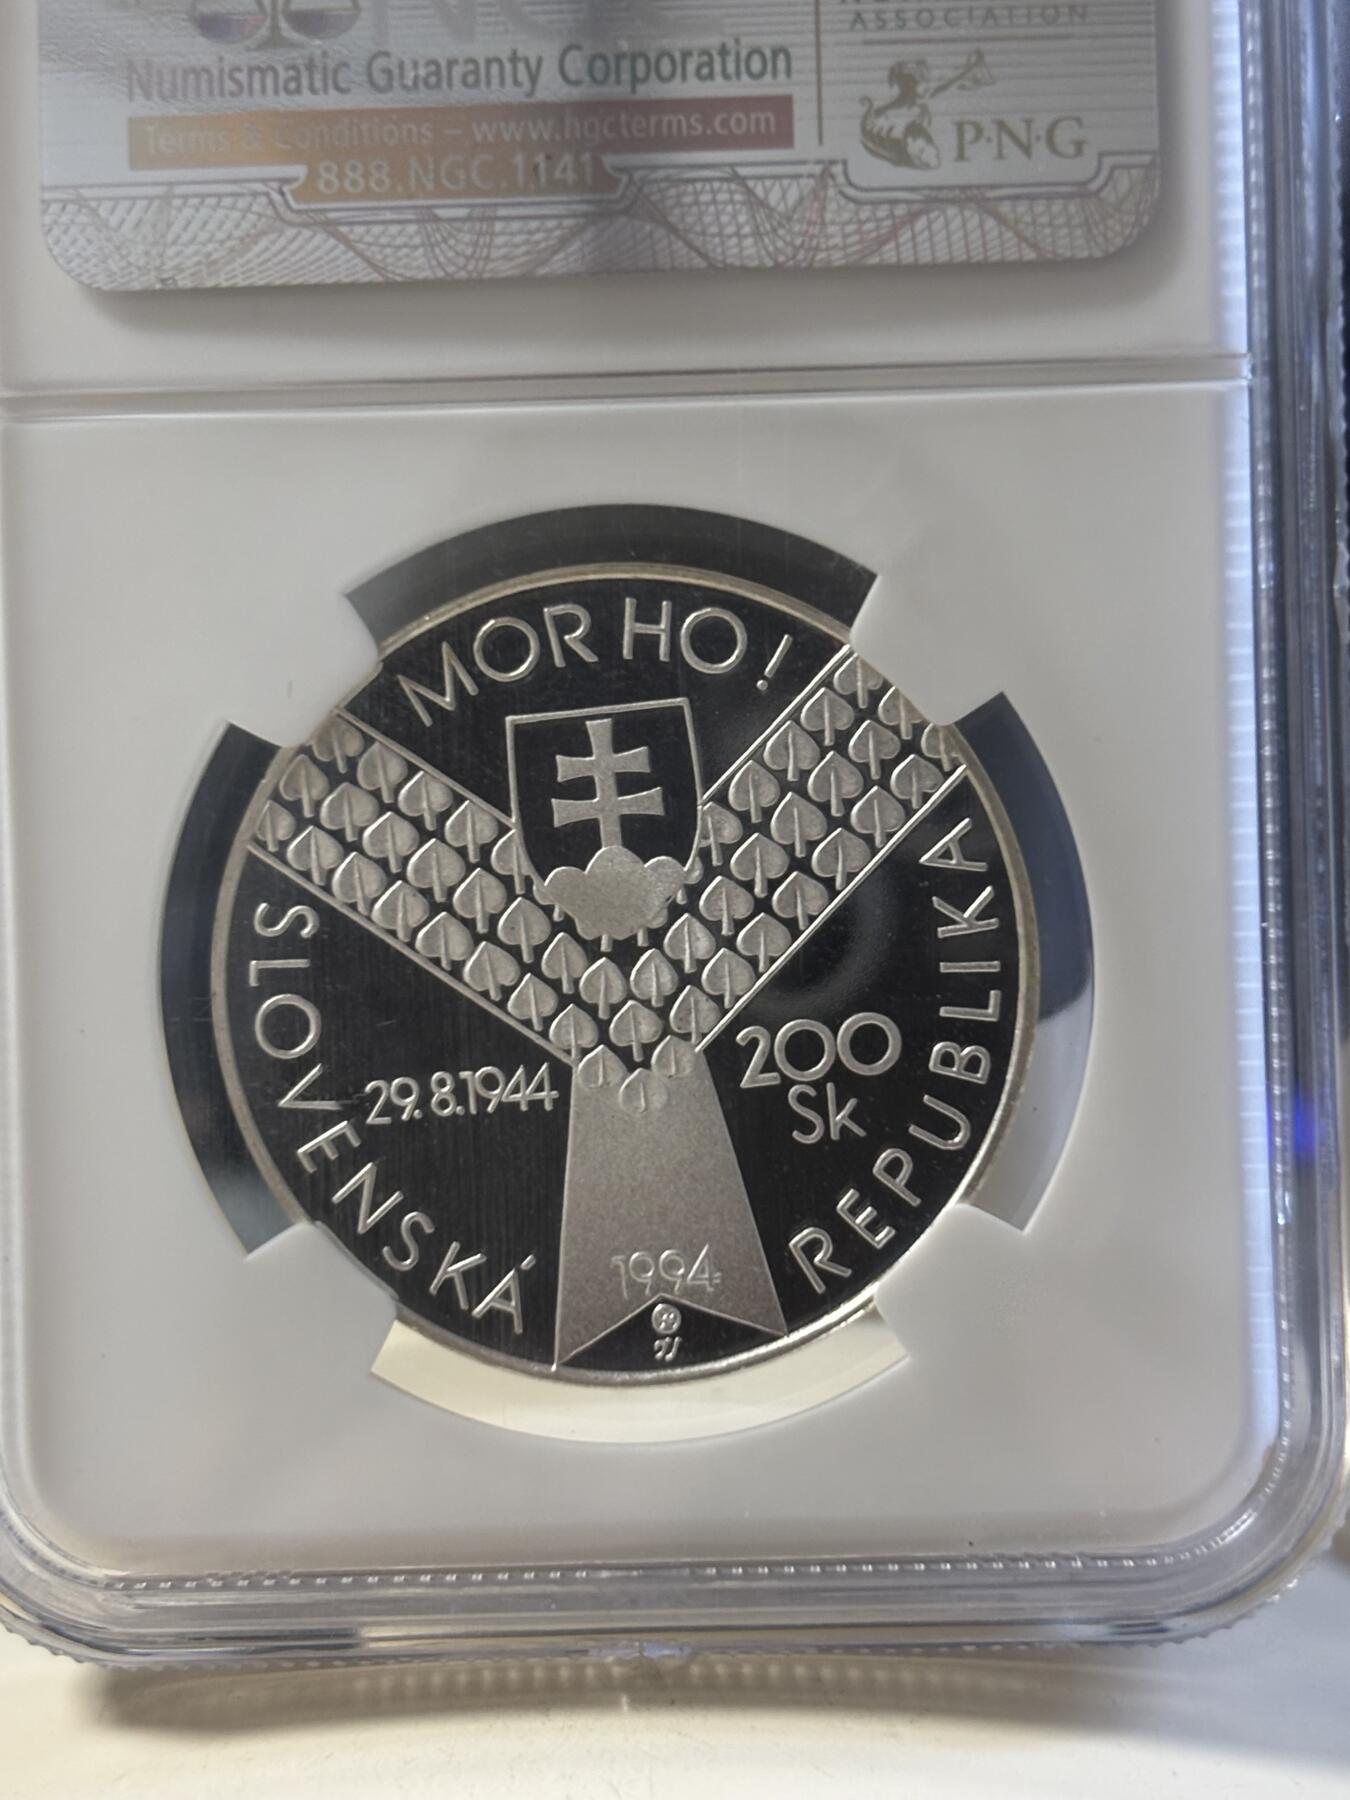 ASSOCIATION
Numismatic Guaranty Corporation
Terms & Conditions – www.ngcterms.com
888.NGC.1141
P·N·G
MOR HO!
SLOVENSKÁ
REPUBLIKA
29.8.1944
200
Sk
1994